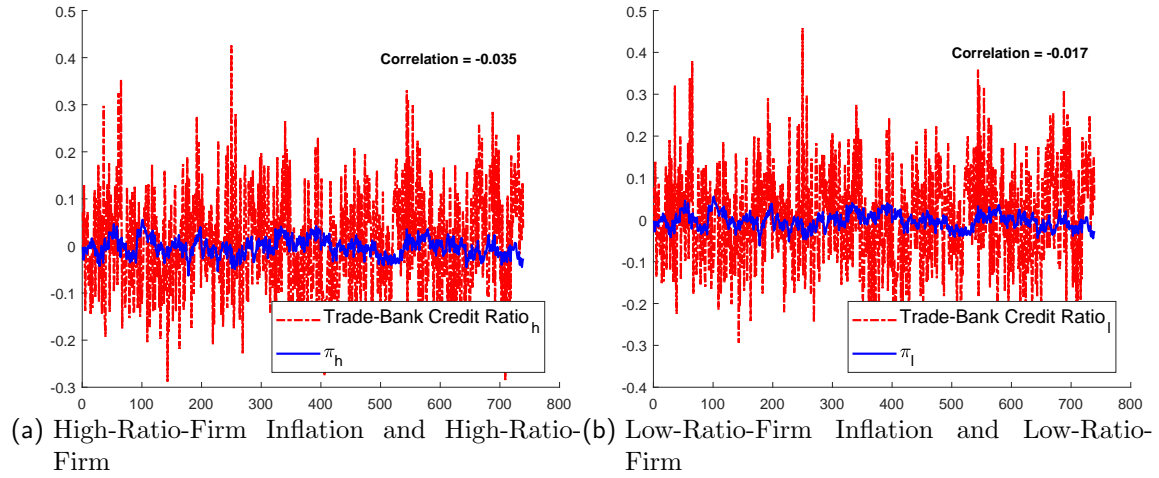 0.5
0.4
0.3
0.2
0.1
0
-0.1
-0.2
-0.3
0 100 200 300 400 500 600 700 800
Correlation = -0.035
Trade-Bank Credit Ratio_h
π_h
(a) High-Ratio-Firm Inflation and High-Ratio-
Firm
0.5
0.4
0.3
0.2
0.1
0
-0.1
-0.2
-0.3
-0.4
0 100 200 300 400 500 600 700 800
Correlation = -0.017
Trade-Bank Credit Ratio_l
π_l
(b) Low-Ratio-Firm Inflation and Low-Ratio-
Firm